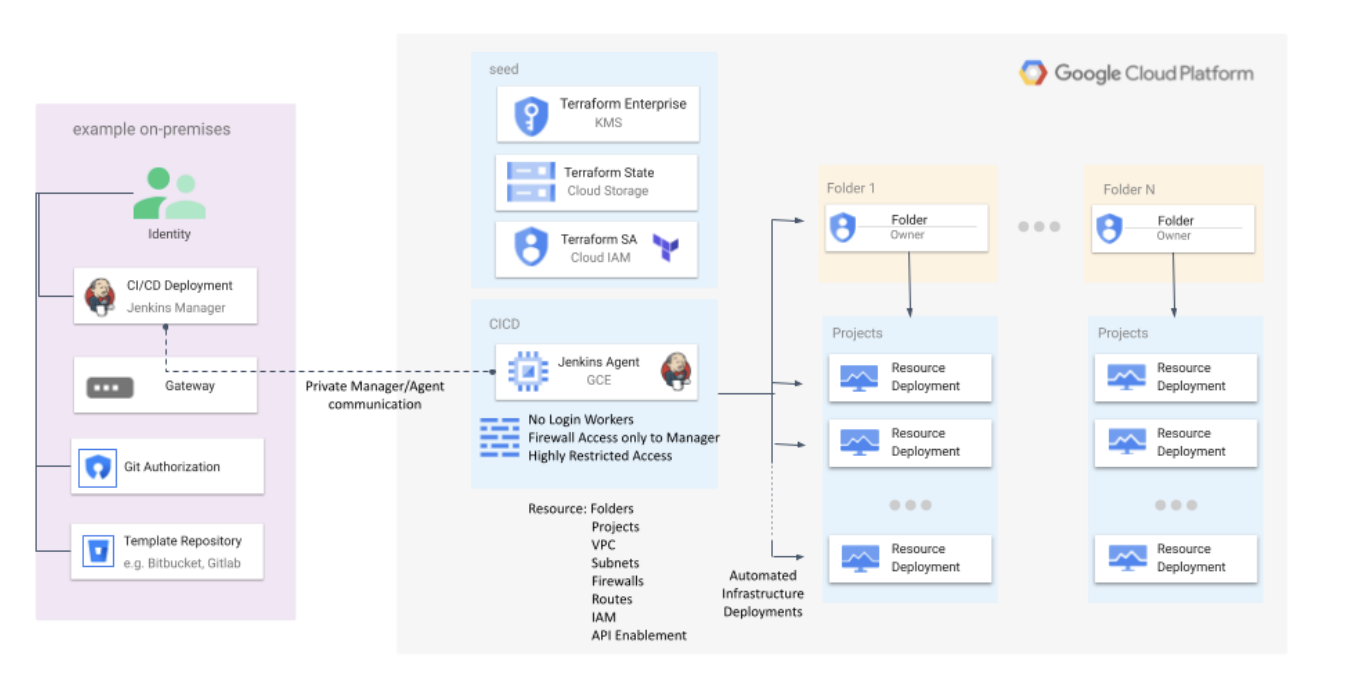 example on-premises
Identity
CI/CD Deployment
Jenkins Manager
Gateway
Git Authorization
Template Repository
e.g. Bitbucket, Gitlab
Private Manager/Agent
communication
seed
Terraform Enterprise
KMS
Terraform State
Cloud Storage
Terraform SA
Cloud IAM
CICD
Jenkins Agent
GCE
No Login Workers
Firewall Access only to Manager
Highly Restricted Access
Resource: Folders
Projects
VPC
Subnets
Firewalls
Routes
IAM
API Enablement
Automated
Infrastructure
Deployments
Google Cloud Platform
Folder 1
Folder
Owner
Projects
Resource
Deployment
Resource
Deployment
Resource
Deployment
Folder N
Folder
Owner
Projects
Resource
Deployment
Resource
Deployment
Resource
Deployment